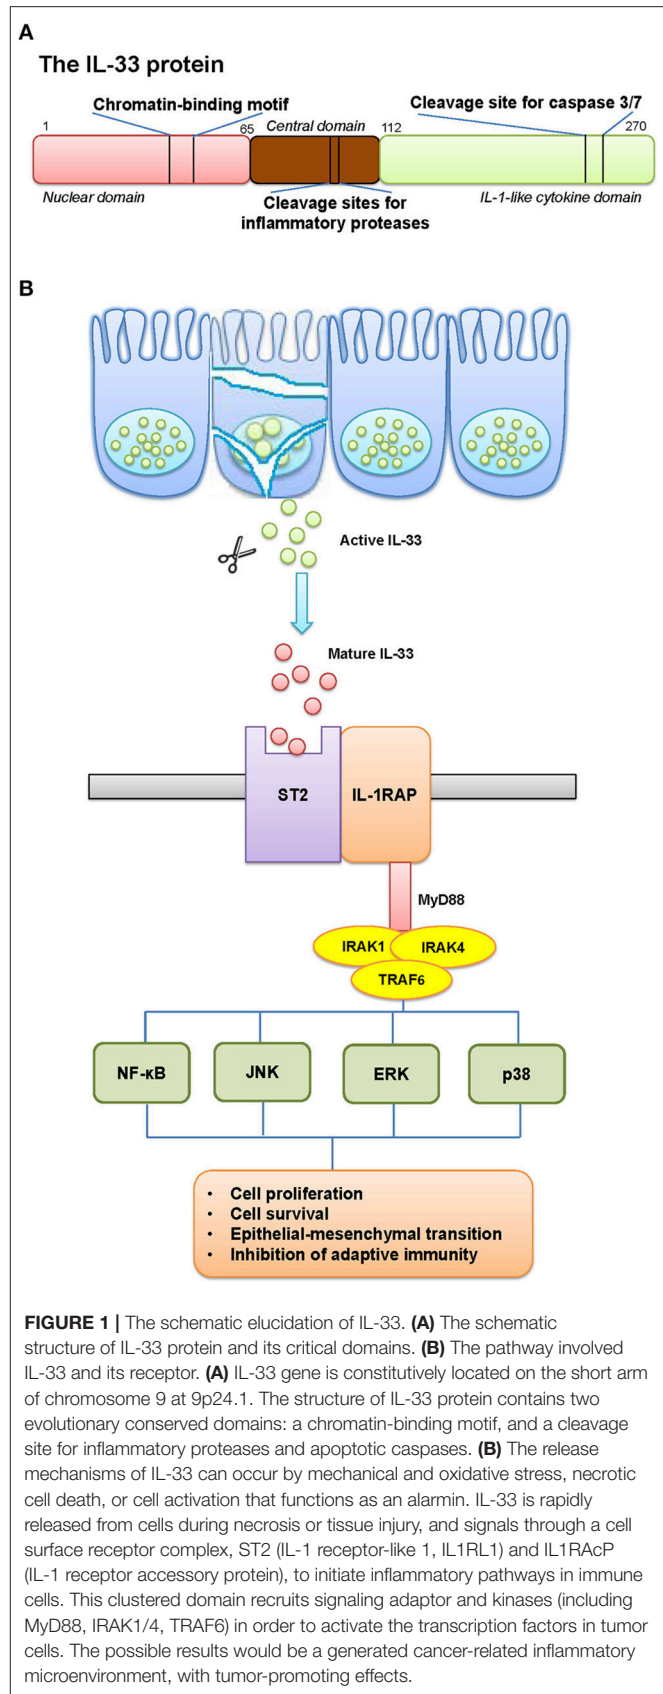 A
The IL-33 protein
Chromatin-binding motif
Cleavage site for caspase 3/7
1
65
Central domain
112
270
Nuclear domain
Cleavage sites for
inflammatory proteases
IL-1-like cytokine domain
B
Active IL-33
Mature IL-33
ST2
IL-1RAP
MyD88
IRAK1
IRAK4
TRAF6
NF-κB
JNK
ERK
p38
• Cell proliferation
• Cell survival
• Epithelial-mesenchymal transition
• Inhibition of adaptive immunity
FIGURE 1 | The schematic elucidation of IL-33. (A) The schematic
structure of IL-33 protein and its critical domains. (B) The pathway involved
IL-33 and its receptor. (A) IL-33 gene is constitutively located on the short arm
of chromosome 9 at 9p24.1. The structure of IL-33 protein contains two
evolutionary conserved domains: a chromatin-binding motif, and a cleavage
site for inflammatory proteases and apoptotic caspases. (B) The release
mechanisms of IL-33 can occur by mechanical and oxidative stress, necrotic
cell death, or cell activation that functions as an alarmin. IL-33 is rapidly
released from cells during necrosis or tissue injury, and signals through a cell
surface receptor complex, ST2 (IL-1 receptor-like 1, IL1RL1) and IL1RAcP
(IL-1 receptor accessory protein), to initiate inflammatory pathways in immune
cells. This clustered domain recruits signaling adaptor and kinases (including
MyD88, IRAK1/4, TRAF6) in order to activate the transcription factors in tumor
cells. The possible results would be a generated cancer-related inflammatory
microenvironment, with tumor-promoting effects.